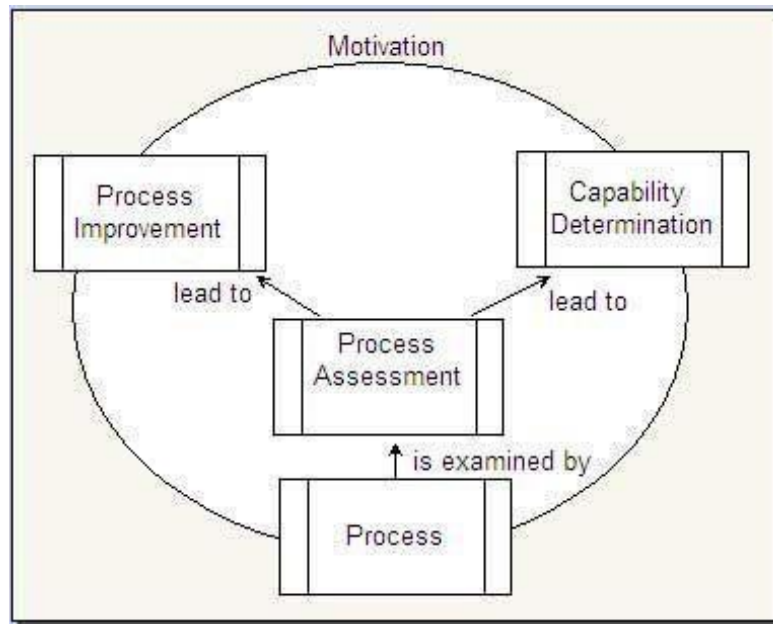 Motivation
Process
Improvement
Capability
Determination
lead to
lead to
Process
Assessment
is examined by
Process